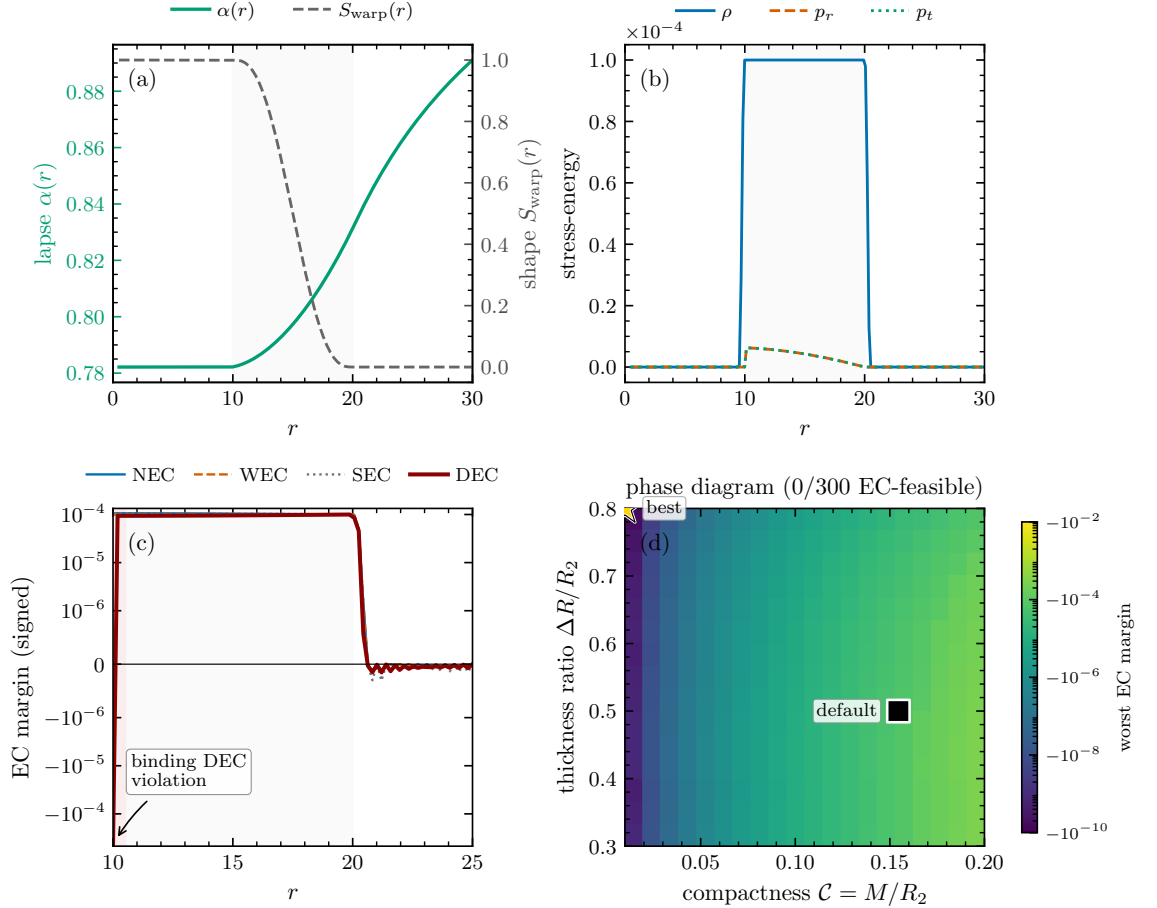 α(r) S_warp(r)
(a)
lapse α(r)
0.88
0.86
0.84
0.82
0.80
0.78
shape S_warp(r)
1.0
0.8
0.6
0.4
0.2
0.0
0 10 20 30
r
ρ p_r p_t
×10⁻⁴
(b)
stress-energy
1.0
0.8
0.6
0.4
0.2
0.0
0 10 20 30
r
NEC WEC SEC DEC
(c)
EC margin (signed)
10⁻⁴
10⁻⁵
10⁻⁶
0
-10⁻⁶
-10⁻⁵
-10⁻⁴
binding DEC
violation
10 15 20 25
r
phase diagram (0/300 EC-feasible)
best
(d)
default
thickness ratio ΔR/R₂
0.8
0.7
0.6
0.5
0.4
0.3
0.05 0.10 0.15 0.20
compactness 𝒞 = M/R₂
−10⁻²
−10⁻⁴
−10⁻⁶
−10⁻⁸
−10⁻¹⁰
worst EC margin